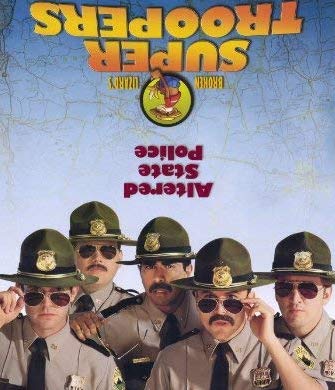 Altered
State
Police
BROKEN LIZARD'S
SUPER
TROOPERS